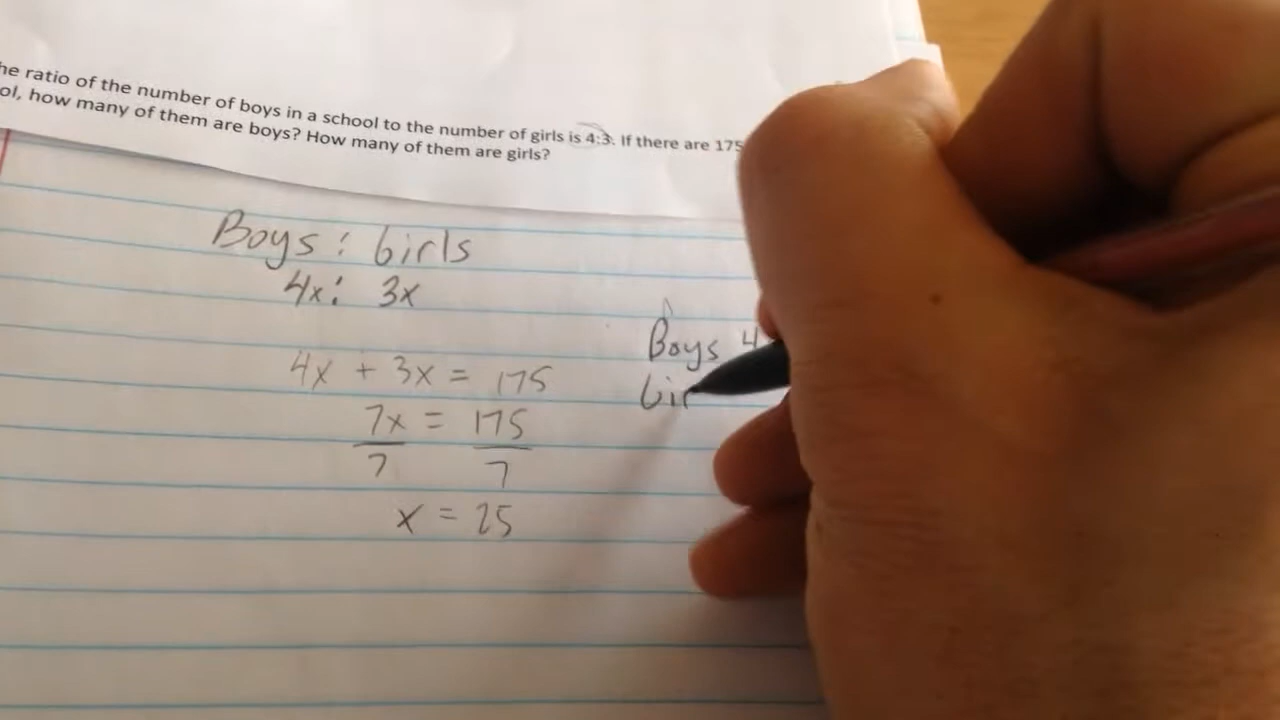 he ratio of the number of boys in a school to the number of girls is 4:3. If there are 175
ol, how many of them are boys? How many of them are girls?
Boys : Girls
4x : 3x
4x + 3x = 175
7x = 175
7 7
x = 25
Boys 4
Gir